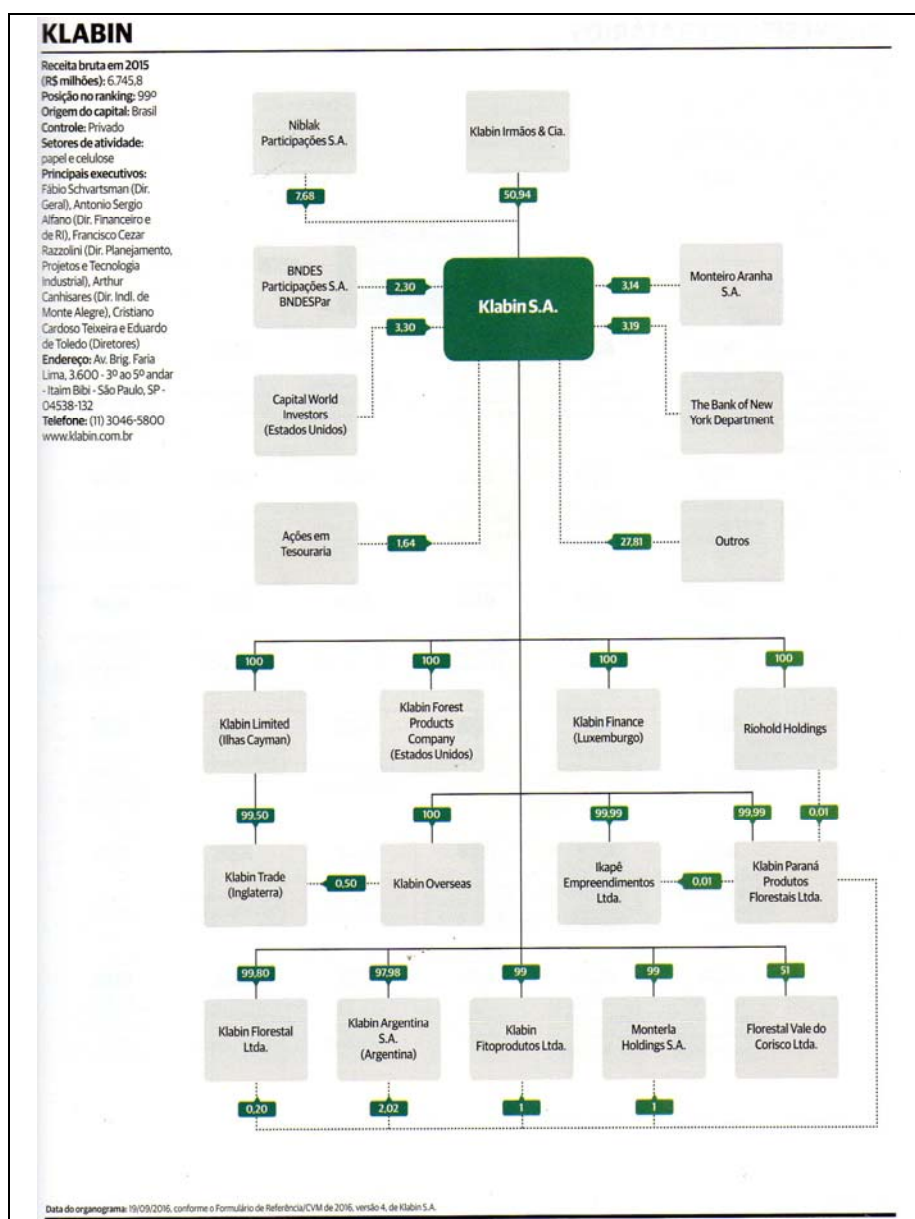 KLABIN
Receita bruta em 2015
(R$ milhões): 6.745,8
Posição no ranking: 99º
Origem do capital: Brasil
Controle: Privado
Setores de atividade:
papel e celulose
Principais executivos:
Fábio Schvartsman (Dir.
Geral), Antonio Sergio
Alfano (Dir. Financeiro e
de RI), Francisco Cezar
Razzolini (Dir. Planejamento,
Projetos e Tecnologia
Industrial), Arthur
Canhisares (Dir. Indl. de
Monte Alegre), Cristiano
Cardoso Teixeira e Eduardo
de Toledo (Diretores)
Endereço: Av. Brig. Faria
Lima, 3.600 - 3º ao 5º andar
- Itaim Bibi - São Paulo, SP -
04538-132
Telefone: (11) 3046-5800
www.klabin.com.br
Niblak
Participações S.A.
Klabin Irmãos & Cia.
7,68
50,94
BNDES
Participações S.A.
BNDESPar
2,30
Klabin S.A.
3,14
Monteiro Aranha
S.A.
3,30
3,19
Capital World
Investors
(Estados Unidos)
The Bank of New
York Department
Ações em
Tesouraria
1,64
27,81
Outros
100
100
100
100
Klabin Limited
(Ilhas Cayman)
Klabin Forest
Products
Company
(Estados Unidos)
Klabin Finance
(Luxemburgo)
Riohold Holdings
99,50
100
99,99
99,99
0,01
Klabin Trade
(Inglaterra)
0,50
Klabin Overseas
Ikapê
Empreendimentos
Ltda.
0,01
Klabin Paraná
Produtos
Florestais Ltda.
99,80
97,98
99
99
51
Klabin Florestal
Ltda.
Klabin Argentina
S.A.
(Argentina)
Klabin
Fitoprodutos Ltda.
Monterla
Holdings S.A.
Florestal Vale do
Corisco Ltda.
0,20
2,02
1
1
Data do organograma: 19/09/2016, conforme o Formulário de Referência/CVM de 2016, versão 4, de Klabin S.A.